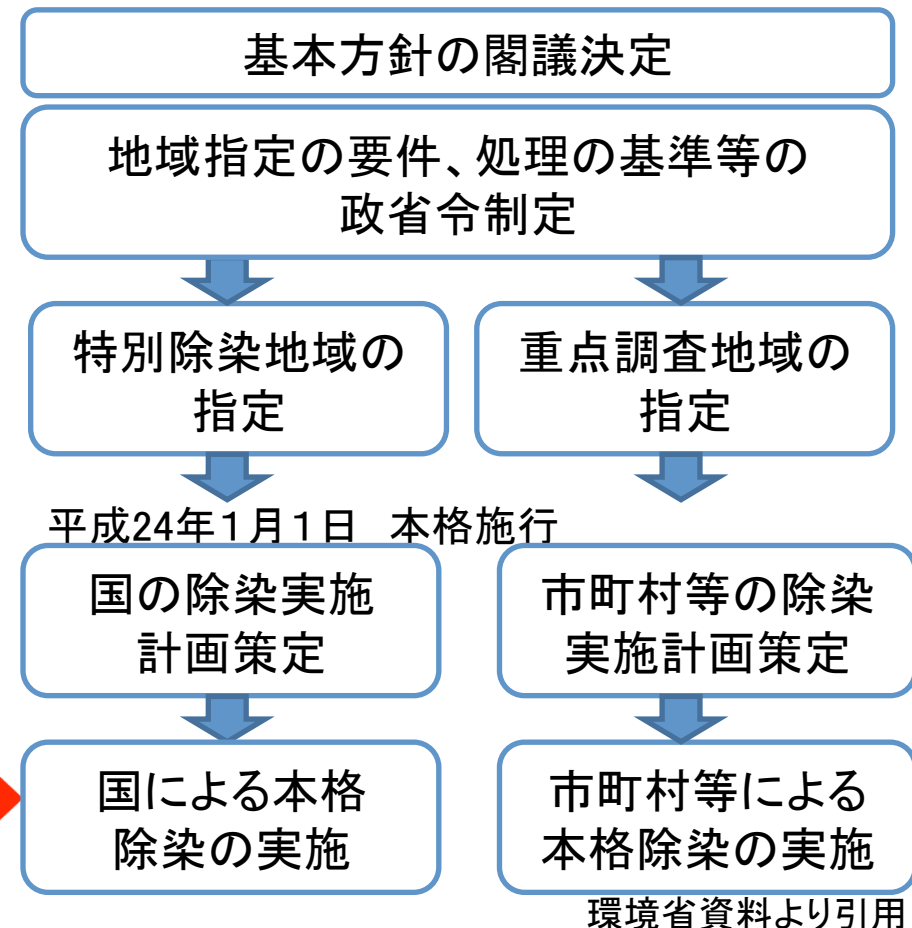 基本方針の閣議決定
地域指定の要件、処理の基準等の
政省令制定
特別除染地域の
指定
重点調査地域の
指定
平成24年１月１日　本格施行
国の除染実施
計画策定
市町村等の除染
実施計画策定
国による本格
除染の実施
市町村等による
本格除染の実施
環境省資料より引用